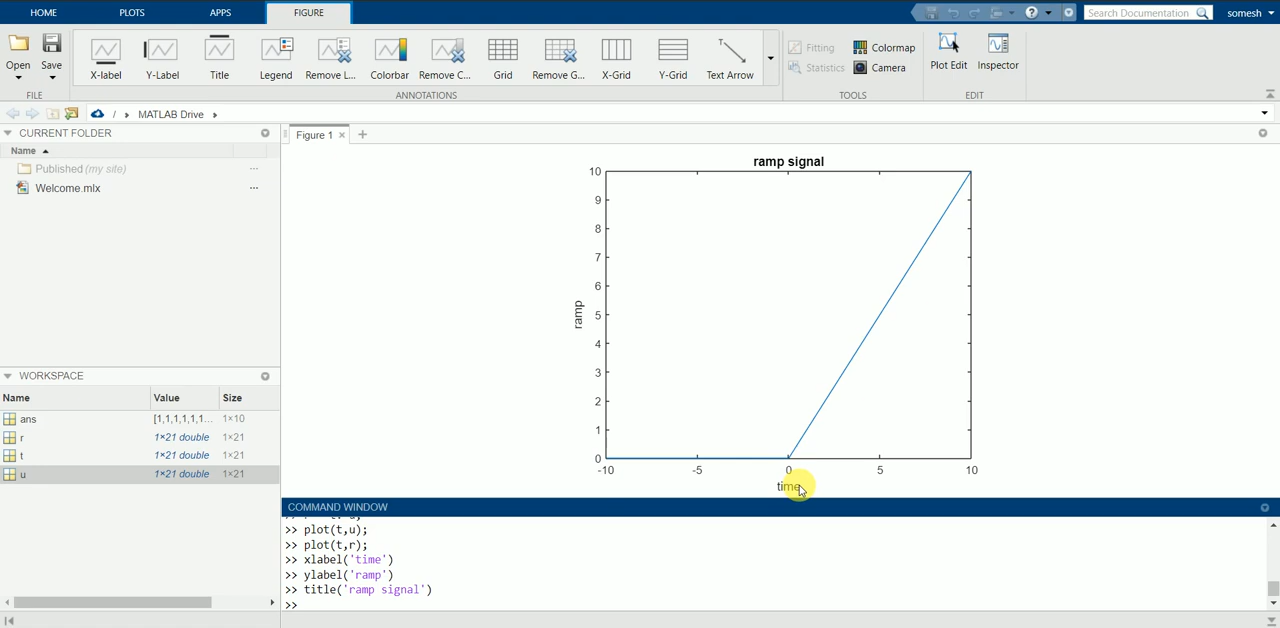 HOME PLOTS APPS FIGURE Search Documentation somesh
Open Save X-label Y-Label Title Legend Remove L... Colorbar Remove C... Grid Remove G... X-Grid Y-Grid Text Arrow Fitting Statistics Colormap Camera Plot Edit Inspector
FILE ANNOTATIONS TOOLS EDIT
/ MATLAB Drive
CURRENT FOLDER
Name
Published (my site)
Welcome.mlx
WORKSPACE
Name Value Size
ans [1,1,1,1,1,1... 1×10
r 1×21 double 1×21
t 1×21 double 1×21
u 1×21 double 1×21
Figure 1
ramp signal
10
9
8
7
6
5
4
3
2
1
0
ramp
-10 -5 0 5 10
time
COMMAND WINDOW
>> plot(t,u);
>> plot(t,r);
>> xlabel('time')
>> ylabel('ramp')
>> title('ramp signal')
>>